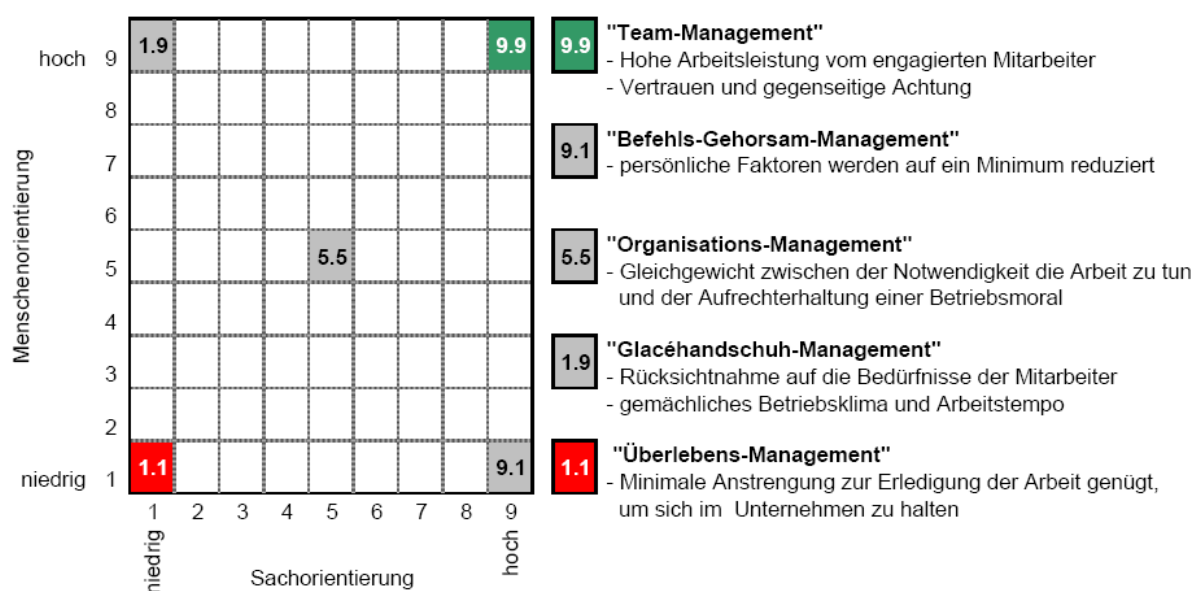 hoch 9 1.9 9.9
8
7
6
5 5.5
4
3
2
niedrig 1 1.1 9.1
1 2 3 4 5 6 7 8 9
niedrig hoch
Sachorientierung
Menschenorientierung
9.9 "Team-Management"
- Hohe Arbeitsleistung vom engagierten Mitarbeiter
- Vertrauen und gegenseitige Achtung
9.1 "Befehls-Gehorsam-Management"
- persönliche Faktoren werden auf ein Minimum reduziert
5.5 "Organisations-Management"
- Gleichgewicht zwischen der Notwendigkeit die Arbeit zu tun
und der Aufrechterhaltung einer Betriebsmoral
1.9 "Glacéhandschuh-Management"
- Rücksichtnahme auf die Bedürfnisse der Mitarbeiter
- gemächliches Betriebsklima und Arbeitstempo
1.1 "Überlebens-Management"
- Minimale Anstrengung zur Erledigung der Arbeit genügt,
um sich im Unternehmen zu halten